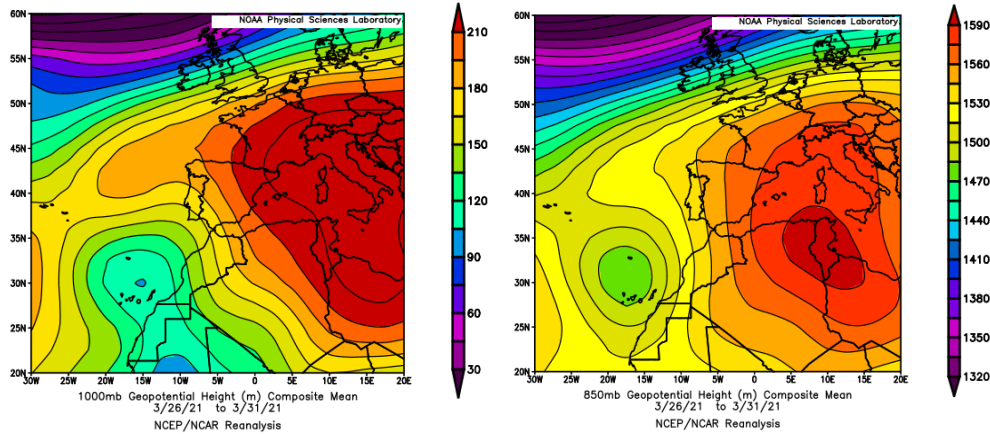 NOAA Physical Sciences Laboratory
60N
55N
50N
45N
40N
35N
30N
25N
20N
30W 25W 20W 15W 10W 5W 0 5E 10E 15E 20E
210
180
150
120
90
60
30
1000mb Geopotential Height (m) Composite Mean
3/26/21 to 3/31/21
NCEP/NCAR Reanalysis
NOAA Physical Sciences Laboratory
60N
55N
50N
45N
40N
35N
30N
25N
20N
30W 25W 20W 15W 10W 5W 0 5E 10E 15E 20E
1590
1560
1530
1500
1470
1440
1410
1380
1350
1320
850mb Geopotential Height (m) Composite Mean
3/26/21 to 3/31/21
NCEP/NCAR Reanalysis